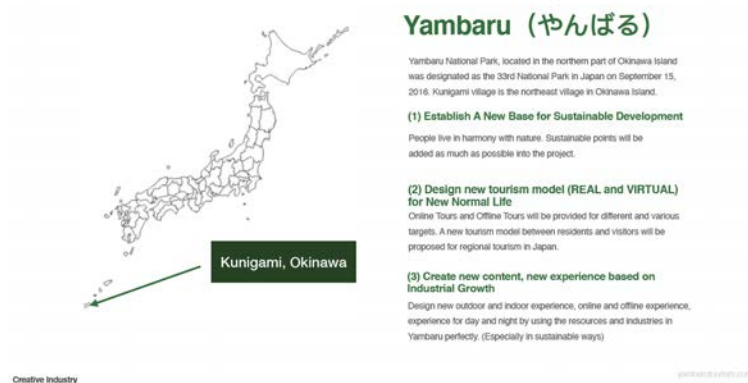 Yambaru（やんばる）
Yambaru National Park, located in the northern part of Okinawa Island
was designated as the 33rd National Park in Japan on September 15,
2016. Kunigami village is the northeast village in Okinawa Island.
(1) Establish A New Base for Sustainable Development
People live in harmony with nature. Sustainable points will be
added as much as possible into the project.
(2) Design new tourism model (REAL and VIRTUAL)
for New Normal Life
Online Tours and Offline Tours will be provided for different and various
targets. A new tourism model between residents and visitors will be
proposed for regional tourism in Japan.
(3) Create new content, new experience based on
Industrial Growth
Design new outdoor and indoor experience, online and offline experience,
experience for day and night by using the resources and industries in
Yambaru perfectly. (Especially in sustainable ways)
Kunigami, Okinawa
Creative Industry